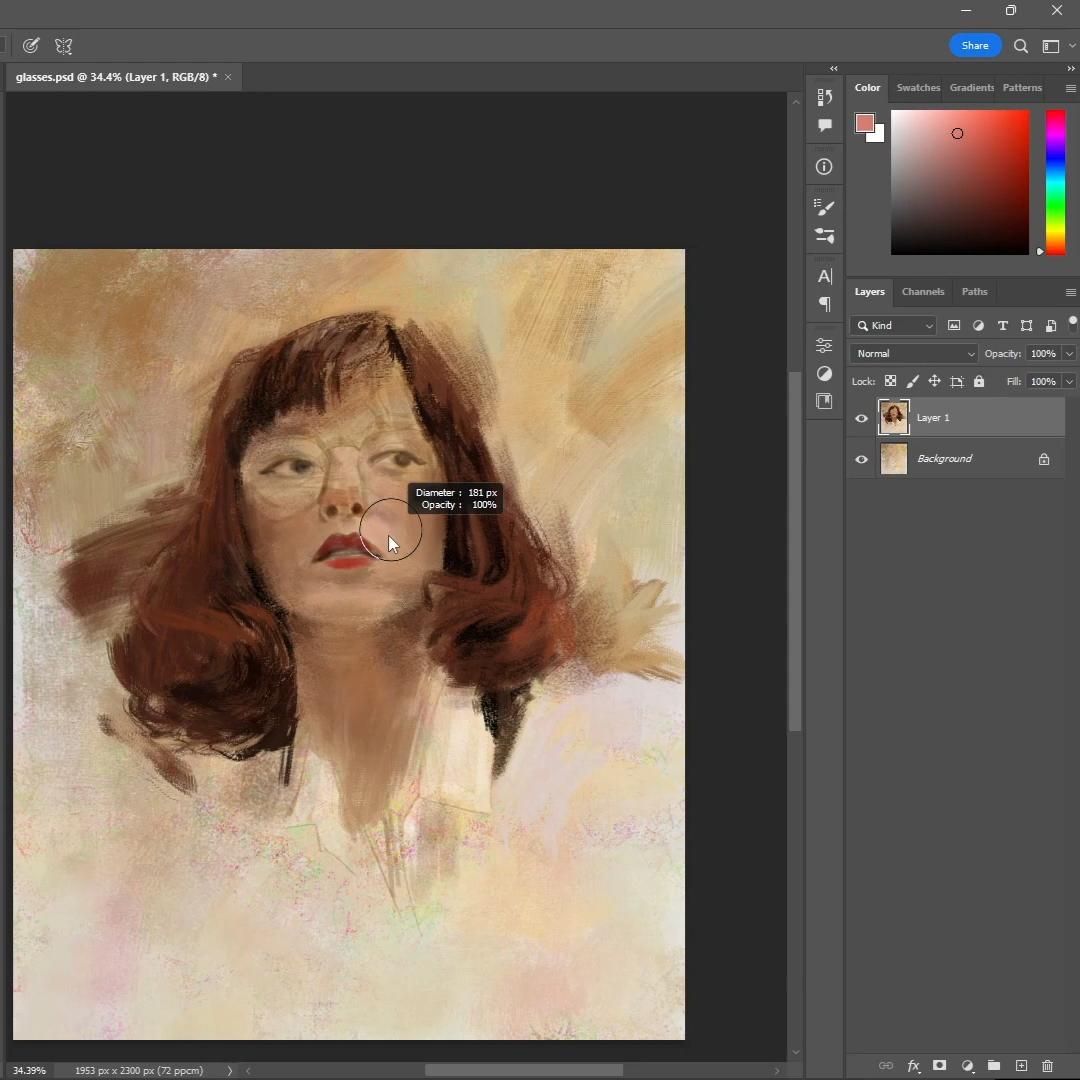 Share
glasses.psd @ 34.4% (Layer 1, RGB/8) *
Color
Swatches
Gradients
Patterns
Layers
Channels
Paths
Kind
Normal
Opacity: 100%
Lock:
Fill: 100%
Layer 1
Background
Diameter : 181 px
Opacity : 100%
34.39%
1953 px x 2300 px (72 ppcm)